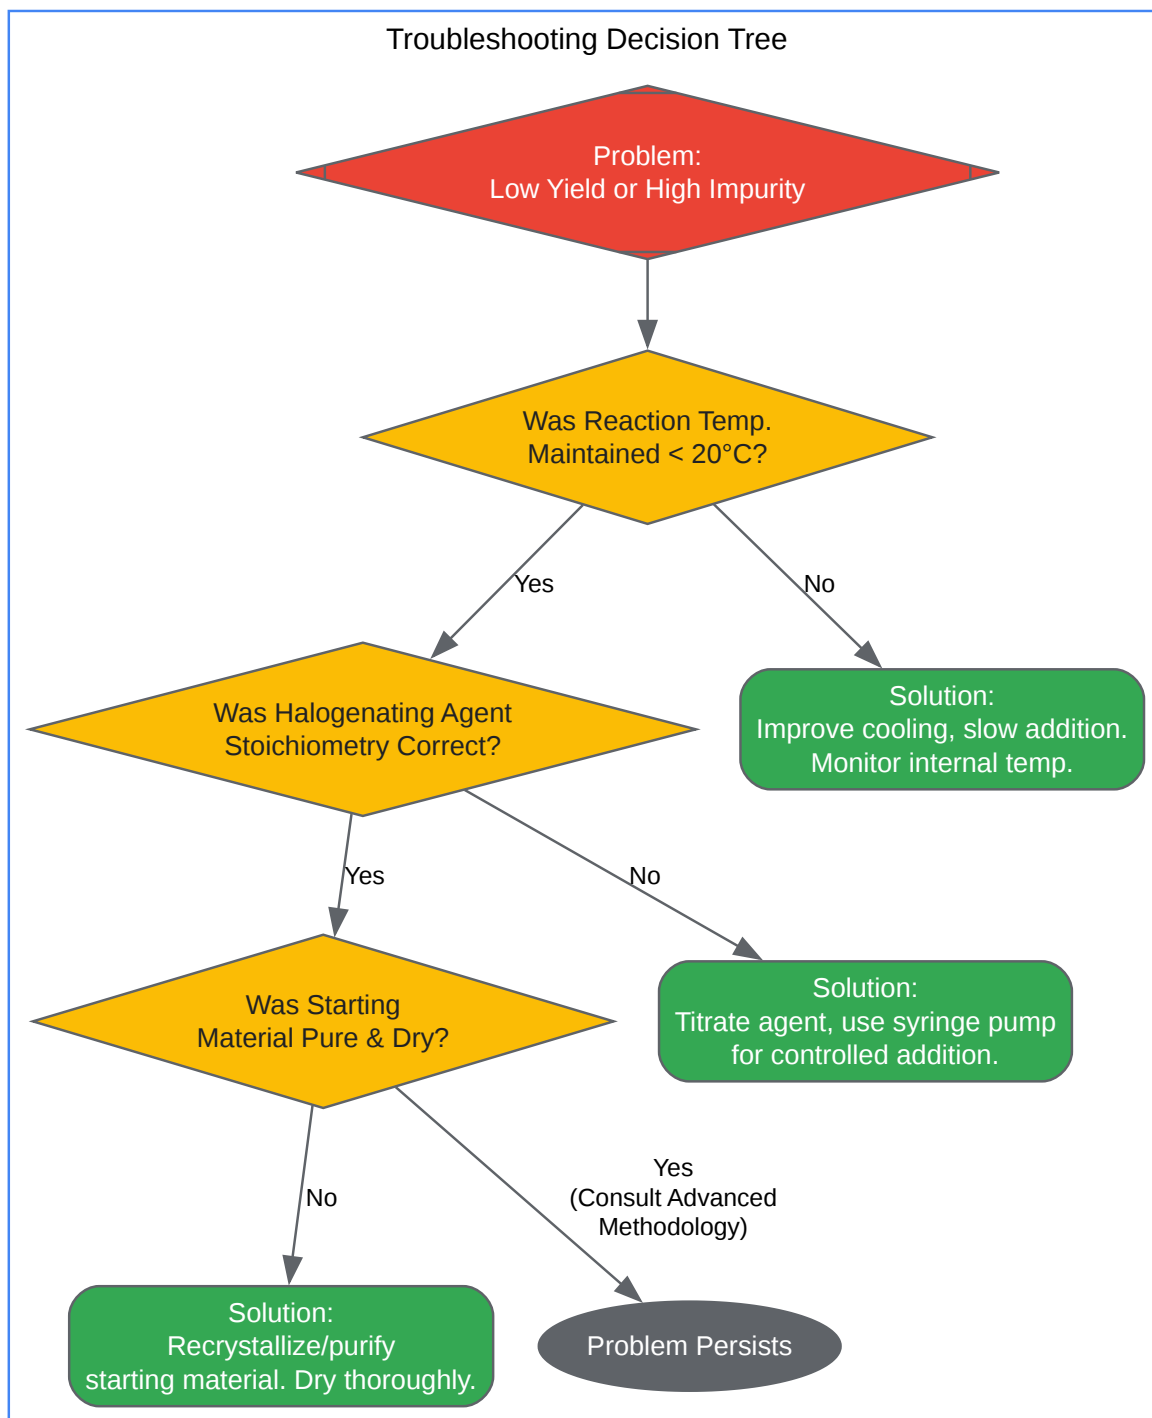 Troubleshooting Decision Tree
Problem:
Low Yield or High Impurity
Was Reaction Temp.
Maintained < 20°C?
Yes
No
Was Halogenating Agent
Stoichiometry Correct?
Solution:
Improve cooling, slow addition.
Monitor internal temp.
Yes
No
Was Starting
Material Pure & Dry?
Solution:
Titrate agent, use syringe pump
for controlled addition.
No
Yes
(Consult Advanced
Methodology)
Solution:
Recrystallize/purify
starting material. Dry thoroughly.
Problem Persists